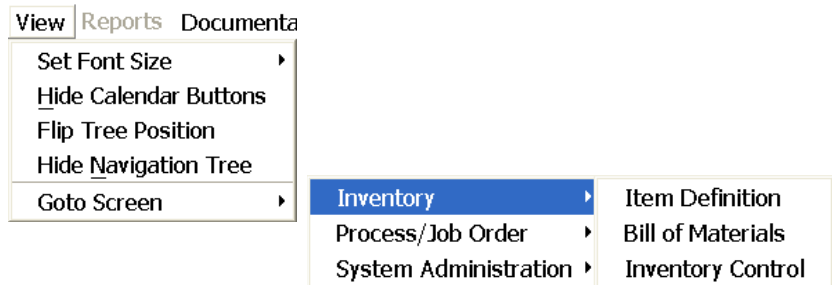 View Reports Documenta
Set Font Size
Hide Calendar Buttons
Flip Tree Position
Hide Navigation Tree
Goto Screen
Inventory
Process/Job Order
System Administration
Item Definition
Bill of Materials
Inventory Control